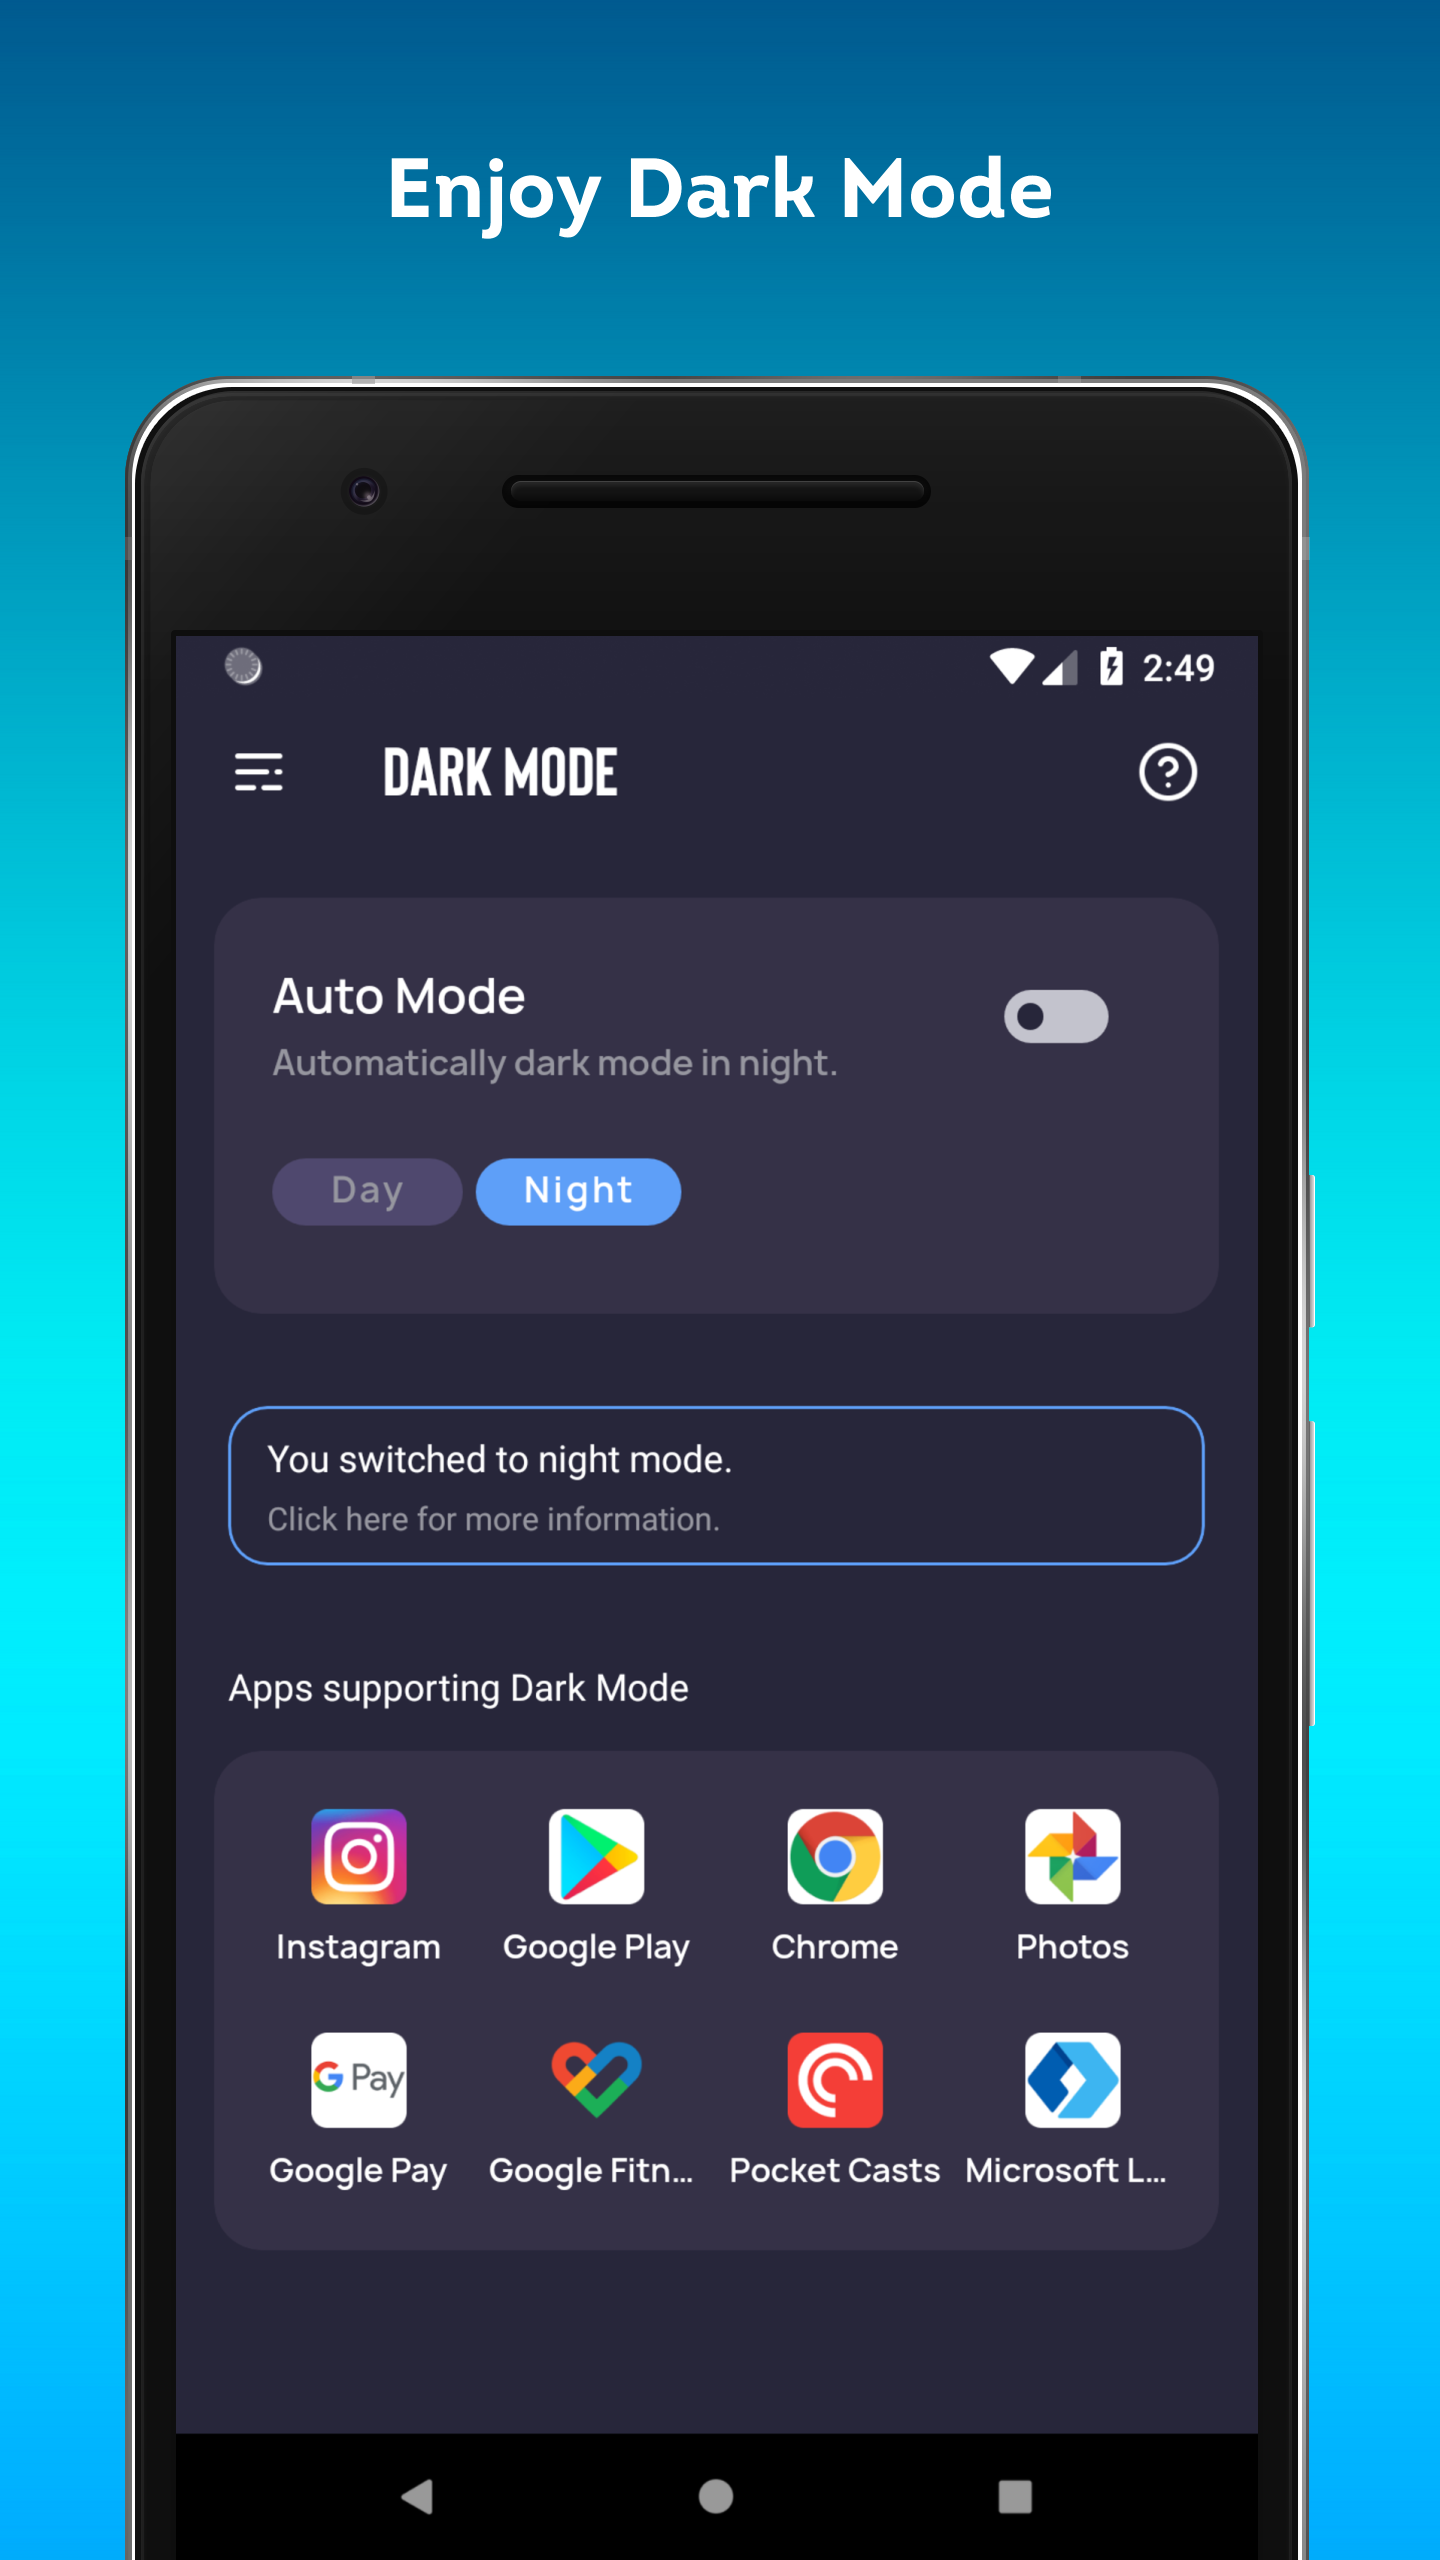 Enjoy Dark Mode
2:49
DARK MODE
Auto Mode
Automatically dark mode in night.
Day Night
You switched to night mode.
Click here for more information.
Apps supporting Dark Mode
Instagram Google Play Chrome Photos
G Pay
Google Pay Google Fitn... Pocket Casts Microsoft L...